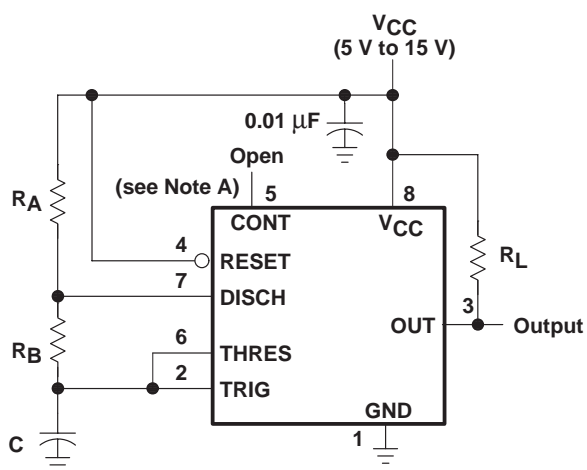 VCC
(5 V to 15 V)
0.01 µF
Open
(see Note A)
5
8
RA
CONT
VCC
4
RESET
RL
7
DISCH
3
OUT
Output
RB
6
THRES
2
TRIG
GND
C
1